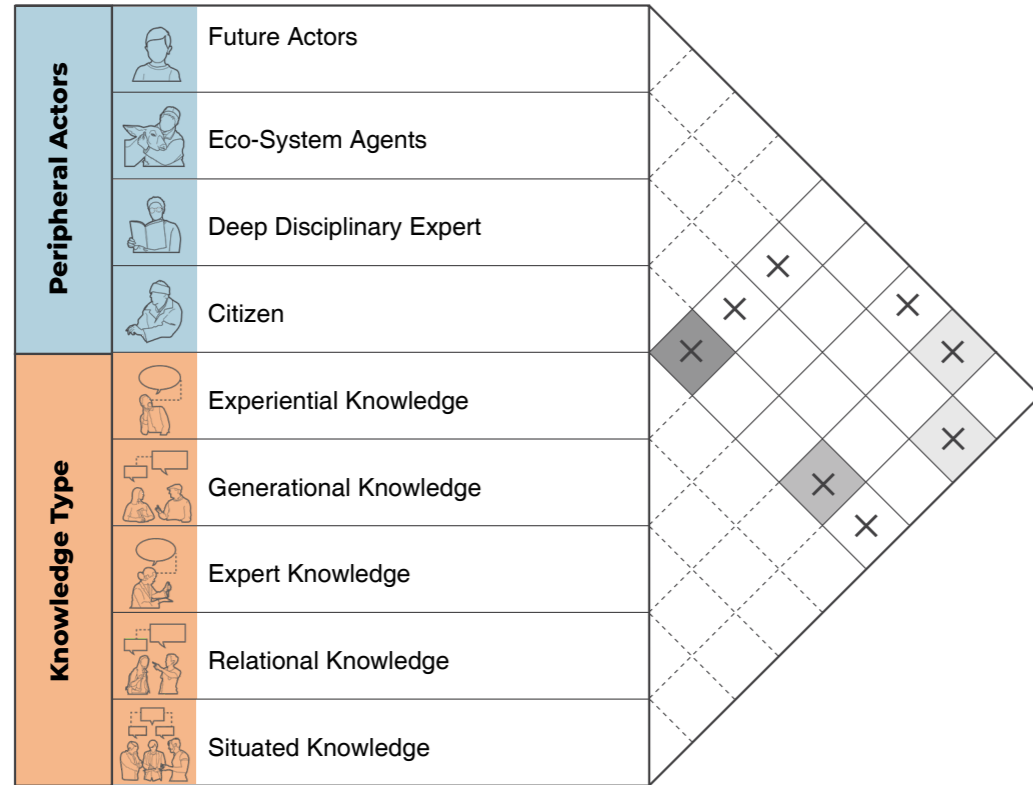 Peripheral Actors
Future Actors
Eco-System Agents
Deep Disciplinary Expert
Citizen
Knowledge Type
Experiential Knowledge
Generational Knowledge
Expert Knowledge
Relational Knowledge
Situated Knowledge